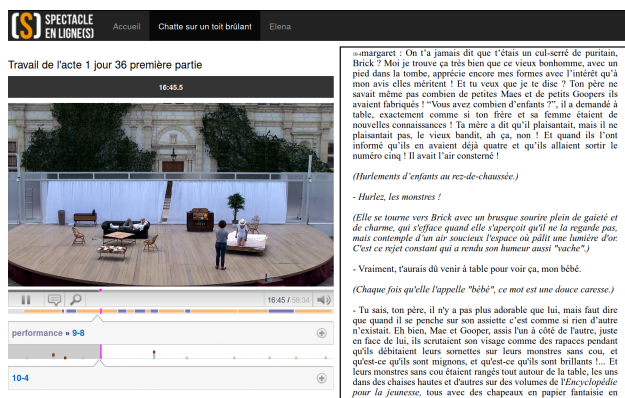 SPECTACLE
EN LIGNE(S)
Accueil
Chatte sur un toit brûlant
Elena
Travail de l'acte 1 jour 36 première partie
16:45.5
16:45 / 58:34
performance » 9-8
10-4
10-4margaret : On t'a jamais dit que t'étais un cul-serré de puritain,
Brick ? Moi je trouve ça très bien que ce vieux bonhomme, avec un
pied dans la tombe, apprécie encore mes formes avec l'intérêt qu'à
mon avis elles méritent ! Et tu veux que je te dise ? Ton père ne
savait même pas combien de petites Maes et de petits Goopers ils
avaient fabriqués ! “Vous avez combien d'enfants ?”, il a demandé à
table, exactement comme si ton frère et sa femme étaient de
nouvelles connaissances ! Ta mère a dit qu'il plaisantait, mais il ne
plaisantait pas, le vieux bandit, ah ça, non ! Et quand ils l'ont
informé qu'ils en avaient déjà quatre et qu'ils allaient sortir le
numéro cinq ! Il avait l'air consterné !
(Hurlements d'enfants au rez-de-chaussée.)
- Hurlez, les monstres !
(Elle se tourne vers Brick avec un brusque sourire plein de gaieté et
de charme, qui s'efface quand elle s'aperçoit qu'il ne la regarde pas,
mais contemple d'un air soucieux l'espace où pâlit une lumière d'or.
C'est ce rejet constant qui a rendu son humeur aussi "vache".)
- Vraiment, t'aurais dû venir à table pour voir ça, mon bébé.
(Chaque fois qu'elle l'appelle "bébé", ce mot est une douce caresse.)
- Tu sais, ton père, il n'y a pas plus adorable que lui, mais faut dire
que quand il se penche sur son assiette c'est comme si rien d'autre
n'existait. Eh bien, Mae et Gooper, assis l'un à côté de l'autre, juste
en face de lui, ils scrutaient son visage comme des rapaces pendant
qu'ils débitaient leurs sornettes sur leurs monstres sans cou, et
qu'est-ce qu'ils sont mignons, et qu'est-ce qu'ils sont brillants !... Et
leurs monstres sans cou étaient rangés tout autour de la table, les uns
dans des chaises hautes et d'autres sur des volumes de l'Encyclopédie
pour la jeunesse, tous avec des chapeaux en papier fantaisie en